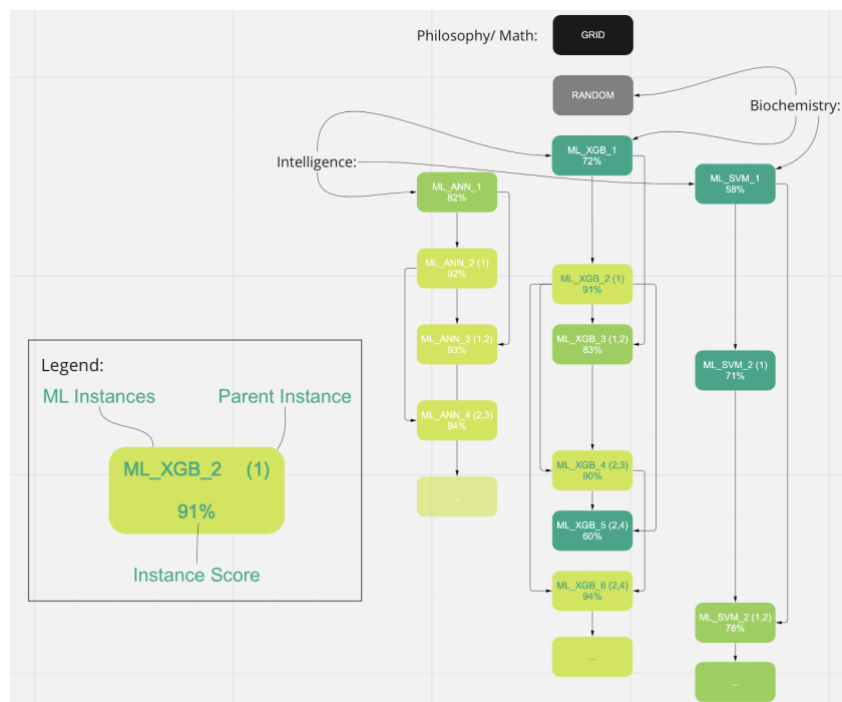 Philosophy/ Math:
GRID
RANDOM
Biochemistry:
ML_XGB_1
72%
Intelligence:
ML_SVM_1
58%
ML_ANN_1
82%
ML_ANN_2 (1)
92%
ML_XGB_2 (1)
91%
ML_ANN_3 (1,2)
93%
ML_XGB_3 (1,2)
83%
ML_SVM_2 (1)
71%
Legend:
ML Instances
Parent Instance
ML_XGB_2 (1)
91%
Instance Score
ML_ANN_4 (2,3)
94%
...
ML_XGB_4 (2,3)
90%
ML_XGB_5 (2,4)
60%
ML_XGB_6 (2,4)
94%
ML_SVM_2 (1,2)
78%
...
...